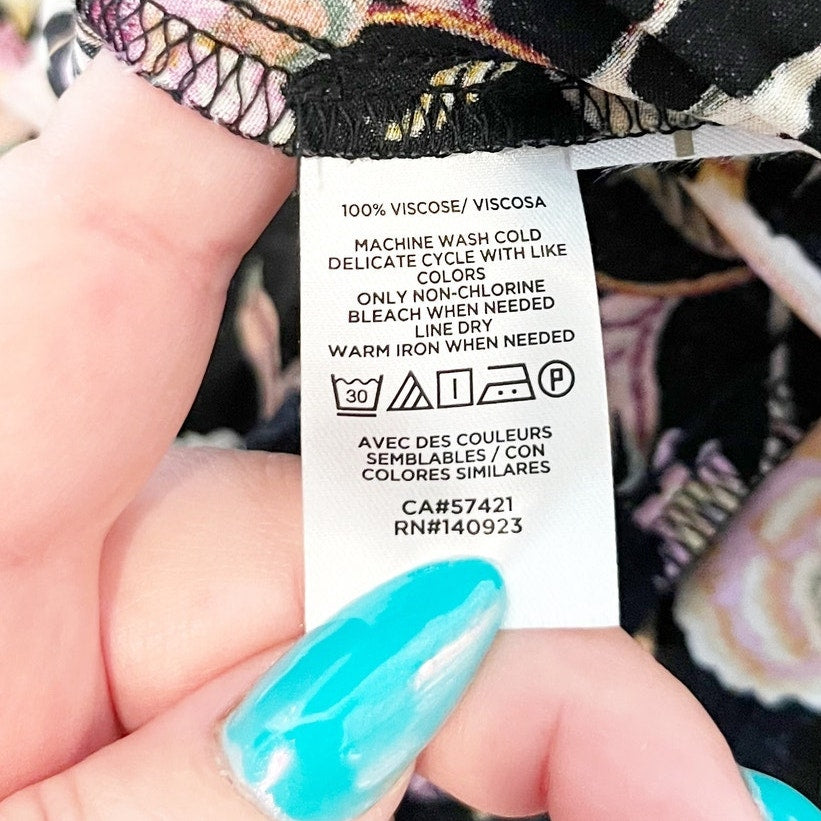 100% VISCOSE/ VISCOSA
MACHINE WASH COLD
DELICATE CYCLE WITH LIKE
COLORS
ONLY NON-CHLORINE
BLEACH WHEN NEEDED
LINE DRY
WARM IRON WHEN NEEDED
30 P
AVEC DES COULEURS
SEMBLABLES / CON
COLORES SIMILARES
CA#57421
RN#140923